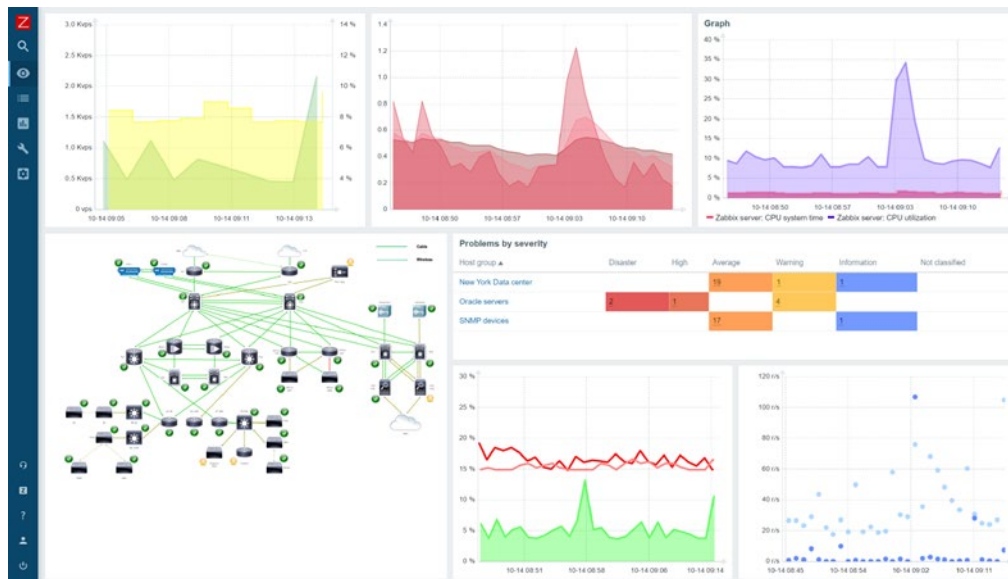 Z
3.0 Kvps
2.5 Kvps
2.0 Kvps
1.5 Kvps
1.0 Kvps
0.5 Kvps
0 vps
14 %
12 %
10 %
8 %
6 %
4 %
10-14 09:05
10-14 09:08
10-14 09:11
10-14 09:13
1.4
1.2
1.0
0.8
0.6
0.4
0.2
0
10-14 08:50
10-14 08:57
10-14 09:03
10-14 09:10
Graph
40 %
35 %
30 %
25 %
20 %
15 %
10 %
5 %
0 %
10-14 08:50
10-14 08:57
10-14 09:03
10-14 09:10
Zabbix server: CPU system time
Zabbix server: CPU utilization
Cable
Wireless
Problems by severity
Host group ▲ Disaster High Average Warning Information Not classified
New York Data center 19 1 1
Oracle servers 2 1 4
SNMP devices 17 1
30 %
25 %
20 %
15 %
10 %
5 %
0 %
10-14 08:51
10-14 08:58
10-14 09:06
10-14 09:14
120 r/s
100 r/s
80 r/s
60 r/s
40 r/s
20 r/s
0 r/s
10-14 08:45
10-14 08:54
10-14 09:02
10-14 09:11
Z
?